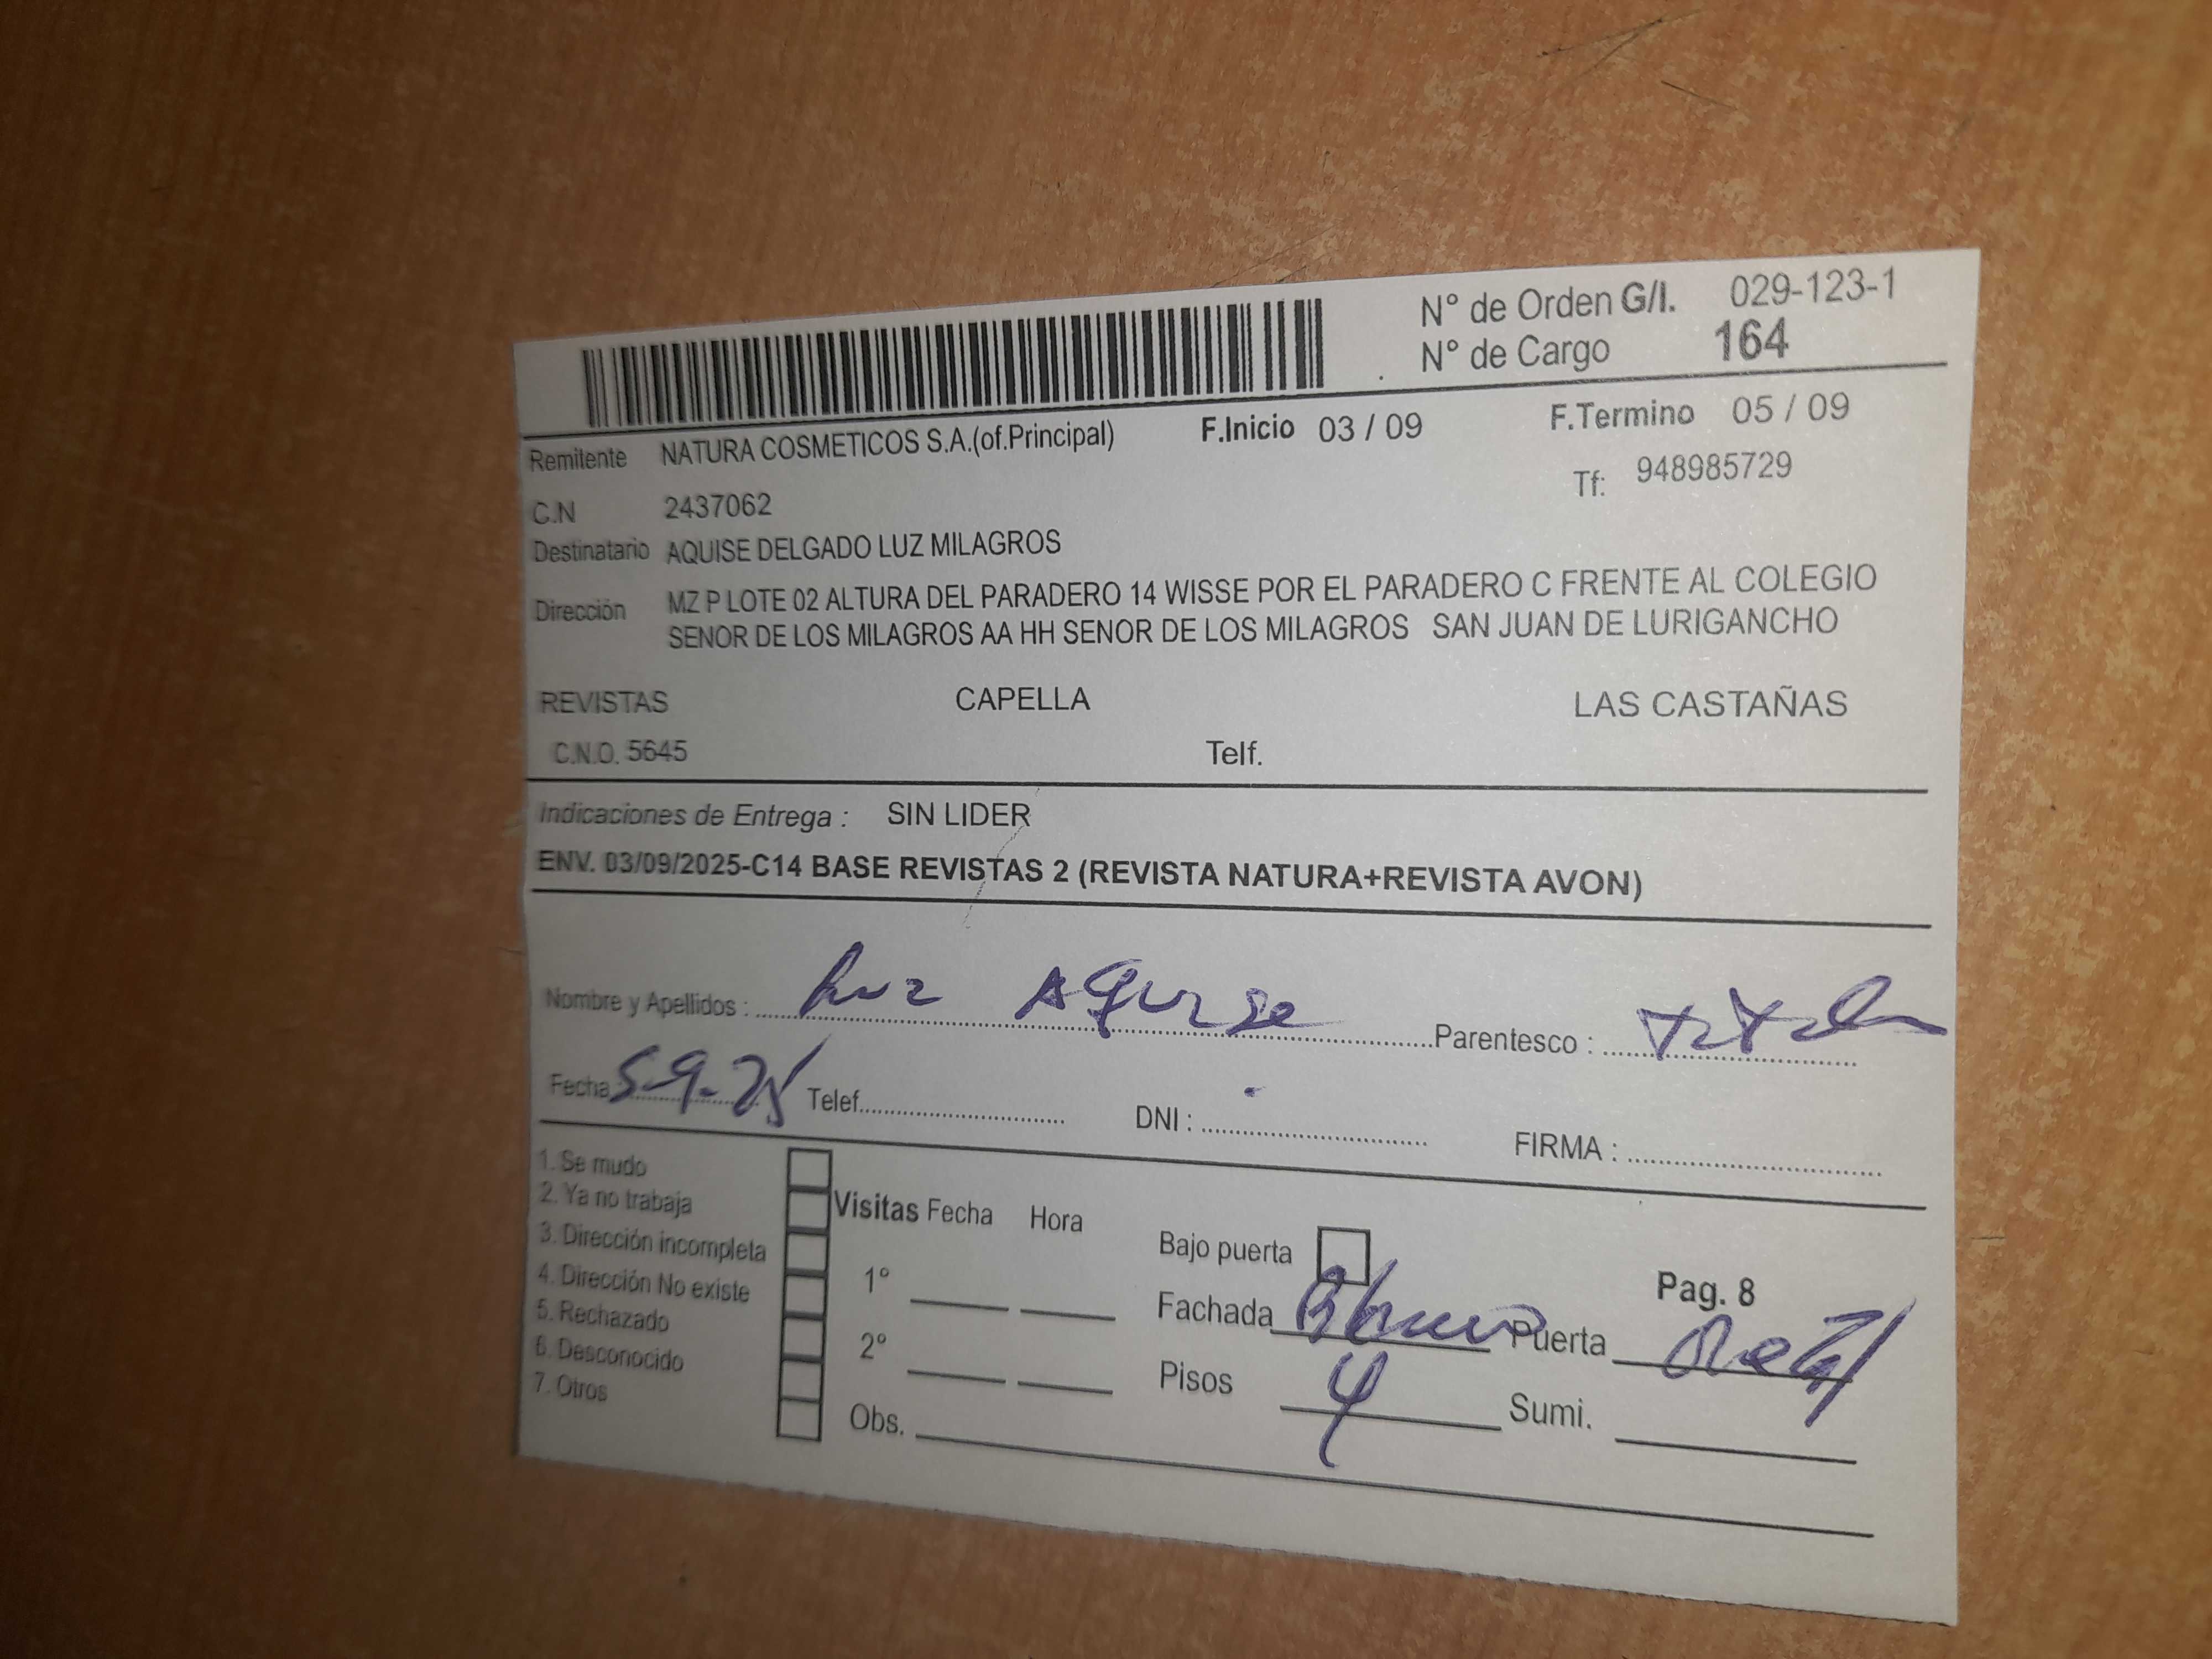 N° de Orden G/I. 029-123-1
N° de Cargo 164
Remitente NATURA COSMETICOS S.A.(of.Principal) F.Inicio 03 / 09 F.Termino 05 / 09
C.N 2437062 Tf: 948985729
Destinatario AQUISE DELGADO LUZ MILAGROS
Dirección MZ P LOTE 02 ALTURA DEL PARADERO 14 WISSE POR EL PARADERO C FRENTE AL COLEGIO
SENOR DE LOS MILAGROS AA HH SENOR DE LOS MILAGROS SAN JUAN DE LURIGANCHO
REVISTAS CAPELLA LAS CASTAÑAS
C.N.O. 5645 Telf.
Indicaciones de Entrega : SIN LIDER
ENV. 03/09/2025-C14 BASE REVISTAS 2 (REVISTA NATURA+REVISTA AVON)
Nombre y Apellidos : Luz Aquise Parentesco :
Fecha 5-9-25 Telef. DNI : FIRMA :
1. Se mudo
2. Ya no trabaja Visitas Fecha Hora
3. Dirección incompleta Bajo puerta
4. Dirección No existe 1° Pag. 8
5. Rechazado Fachada Blanco Puerta
6. Desconocido 2° Pisos 4
7. Otros Obs. Sumi.